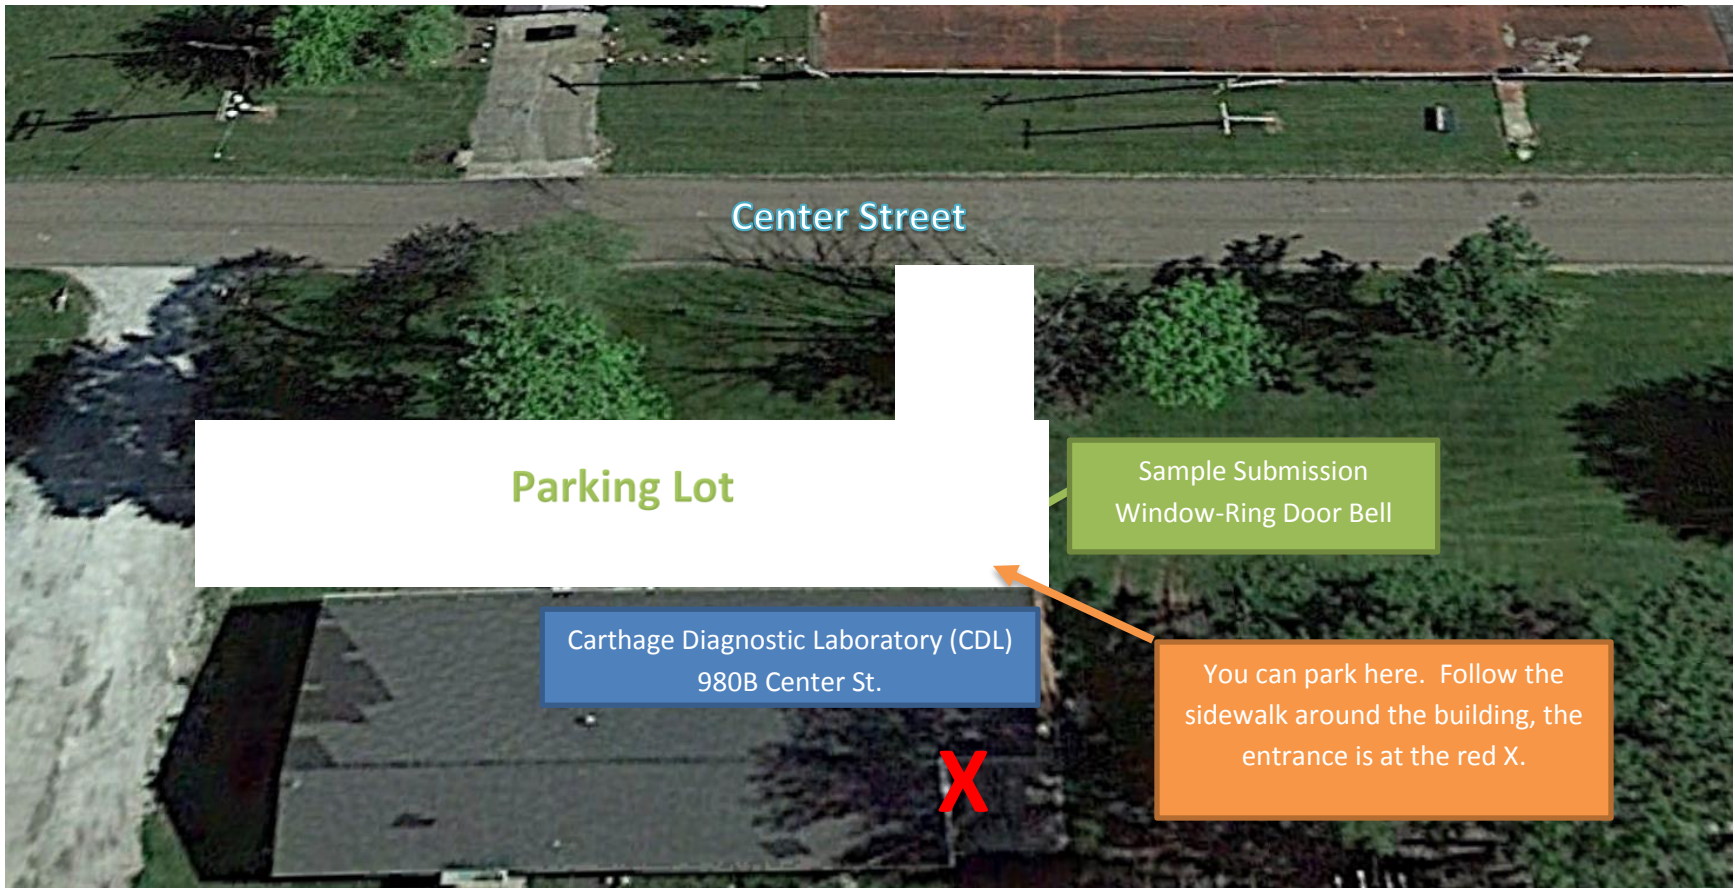 Center Street
Parking Lot
Sample Submission
Window-Ring Door Bell
Carthage Diagnostic Laboratory (CDL)
980B Center St.
You can park here.  Follow the
sidewalk around the building, the
entrance is at the red X.
X